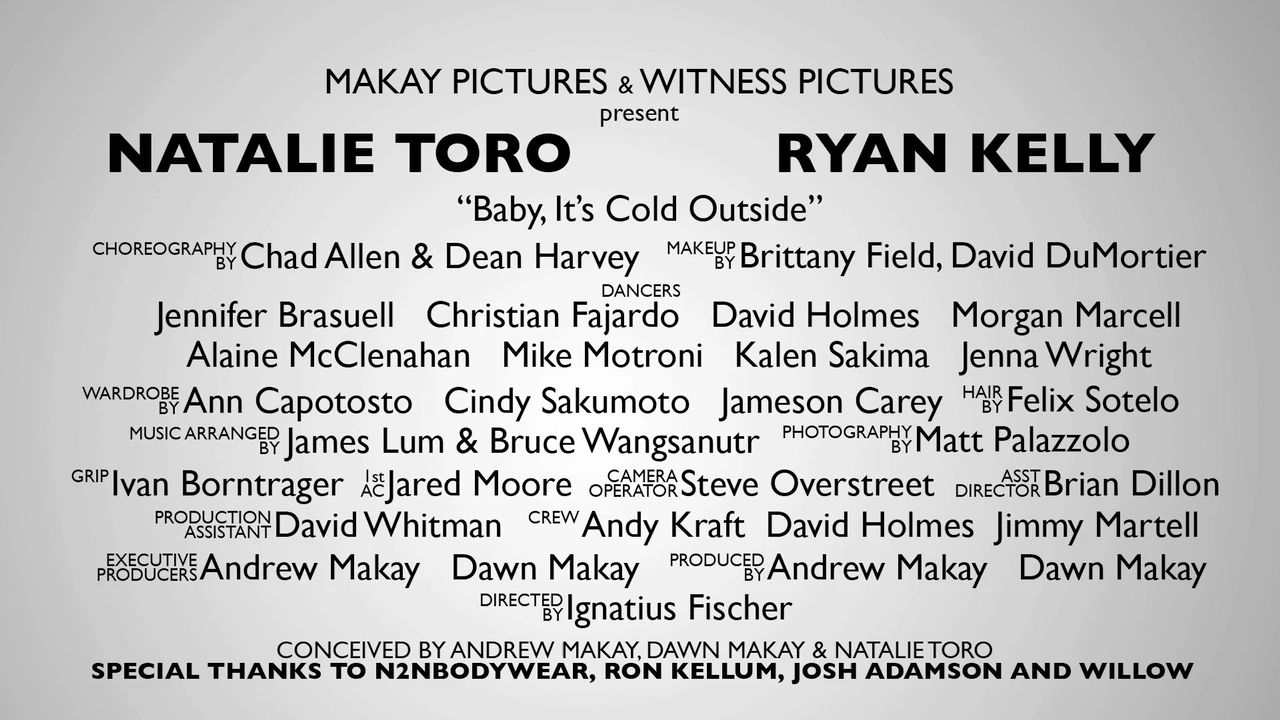 MAKAY PICTURES & WITNESS PICTURES
present
NATALIE TORO RYAN KELLY
“Baby, It’s Cold Outside”
CHOREOGRAPHY BY Chad Allen & Dean Harvey MAKEUP BY Brittany Field, David DuMortier
DANCERS
Jennifer Brasuell Christian Fajardo David Holmes Morgan Marcell
Alaine McClenahan Mike Motroni Kalen Sakima Jenna Wright
WARDROBE BY Ann Capotosto Cindy Sakumoto Jameson Carey HAIR BY Felix Sotelo
MUSIC ARRANGED BY James Lum & Bruce Wangsanutr PHOTOGRAPHY BY Matt Palazzolo
GRIP Ivan Borntrager 1st AC Jared Moore CAMERA OPERATOR Steve Overstreet ASST DIRECTOR Brian Dillon
PRODUCTION ASSISTANT David Whitman CREW Andy Kraft David Holmes Jimmy Martell
EXECUTIVE PRODUCERS Andrew Makay Dawn Makay PRODUCED BY Andrew Makay Dawn Makay
DIRECTED BY Ignatius Fischer
CONCEIVED BY ANDREW MAKAY, DAWN MAKAY & NATALIE TORO
SPECIAL THANKS TO N2NBODYWEAR, RON KELLUM, JOSH ADAMSON AND WILLOW